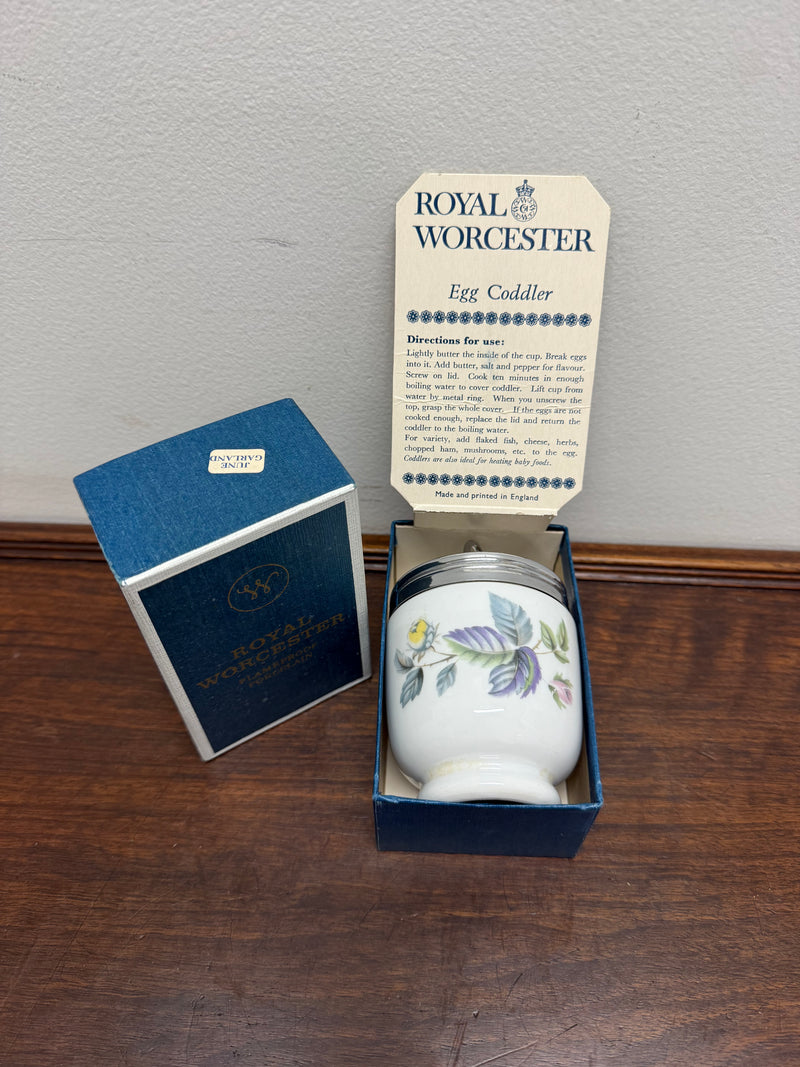 ROYAL
WORCESTER
Egg Coddler
Directions for use:
Lightly butter the inside of the cup. Break eggs
into it. Add butter, salt and pepper for flavour.
Screw on lid. Cook ten minutes in enough
boiling water to cover coddler. Lift cup from
water by metal ring. When you unscrew the
top, grasp the whole cover. If the eggs are not
cooked enough, replace the lid and return the
coddler to the boiling water.
For variety, add flaked fish, cheese, herbs,
chopped ham, mushrooms, etc. to the egg.
Coddlers are also ideal for heating baby foods.
Made and printed in England
JUNE
GARLAND
ROYAL
WORCESTER
FLAMEPROOF
PORCELAIN